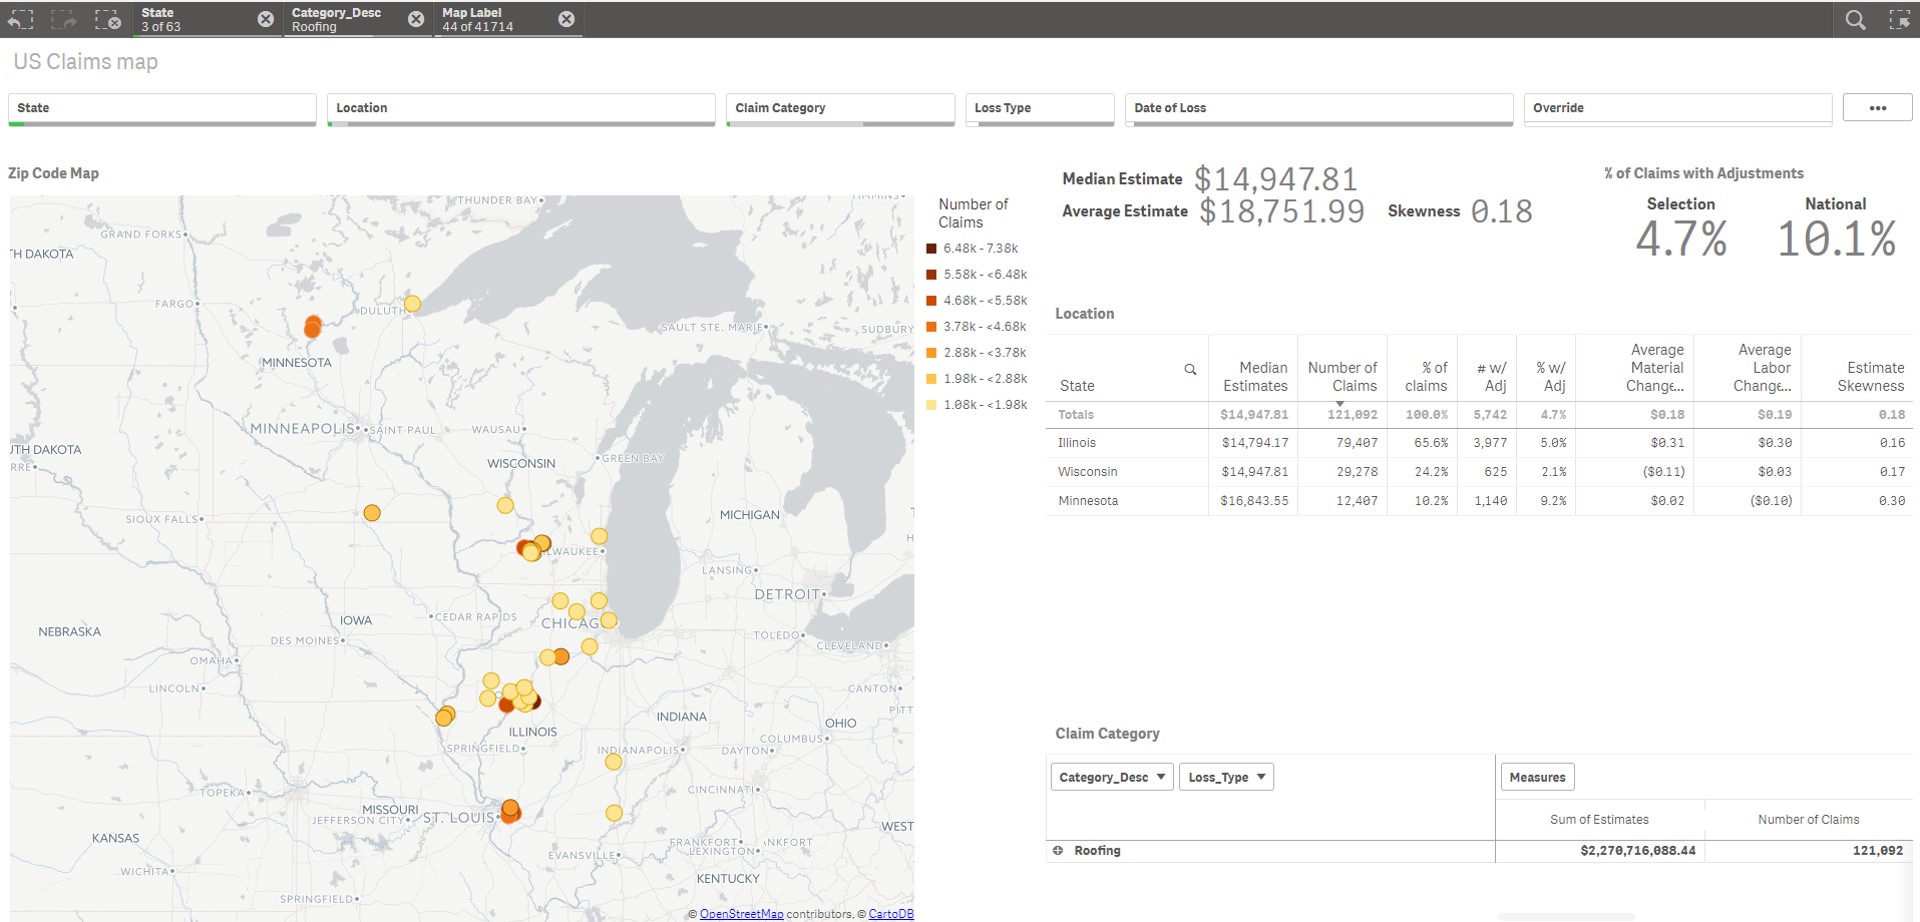 State
3 of 63
Category_Desc
Roofing
Map Label
44 of 41714
US Claims map
State
Location
Claim Category
Loss Type
Date of Loss
Override
•••
Zip Code Map
THUNDER BAY
GRAND FORKS
TH DAKOTA
FARGO
DULUTH
SAULT STE. MARIE
SUDBURY
MINNESOTA
MINNEAPOLIS
SAINT PAUL
WAUSAU
UTH DAKOTA
RRE
WISCONSIN
GREEN BAY
SIOUX FALLS
MICHIGAN
LWAUKEE
LANSING
DETROIT
IOWA
CEDAR RAPIDS
CHICAG
NEBRASKA
DES MOINES
TOLEDO
CLEVELAND
OMAHA
LINCOLN
CANTON
PITT
INDIANA
OHIO
ILLINOIS
COLUMBUS
SPRINGFIELD
INDIANAPOLIS
DAYTON
TOPEKA
CINCINNATI
MISSOURI
JEFFERSON CITY
ST. LOUIS
WEST
KANSAS
FRANKFORT
ANKFORT
LEXINGTON
EVANSVILLE
WICHITA
KENTUCKY
SPRINGFIELD
© OpenStreetMap contributors, © CartoDB
Number of
Claims
6.48k - 7.38k
5.58k - <6.48k
4.68k - <5.58k
3.78k - <4.68k
2.88k - <3.78k
1.98k - <2.88k
1.08k - <1.98k
Median Estimate $14,947.81
Average Estimate $18,751.99 Skewness 0.18
% of Claims with Adjustments
Selection National
4.7% 10.1%
Location
State Median Estimates Number of Claims % of claims # w/ Adj % w/ Adj Average Material Change... Average Labor Change... Estimate Skewness
Totals $14,947.81 121,092 100.0% 5,742 4.7% $0.18 $0.19 0.18
Illinois $14,794.17 79,407 65.6% 3,977 5.0% $0.31 $0.30 0.16
Wisconsin $14,947.81 29,278 24.2% 625 2.1% ($0.11) $0.03 0.17
Minnesota $16,843.55 12,407 10.2% 1,140 9.2% $0.02 ($0.10) 0.30
Claim Category
Category_Desc Loss_Type Measures
Sum of Estimates Number of Claims
Roofing $2,270,716,088.44 121,092